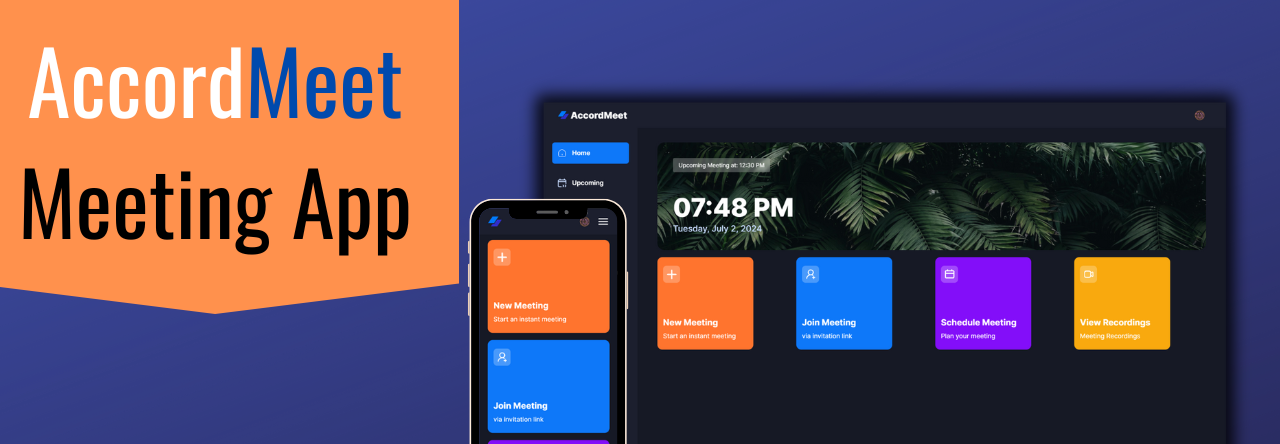 AccordMeet
Meeting App
AccordMeet
Home
Upcoming
Upcoming Meeting at: 12:30 PM
07:48 PM
Tuesday, July 2, 2024
New Meeting
Start an instant meeting
Join Meeting
via invitation link
Schedule Meeting
Plan your meeting
View Recordings
Meeting Recordings
New Meeting
Start an instant meeting
Join Meeting
via invitation link